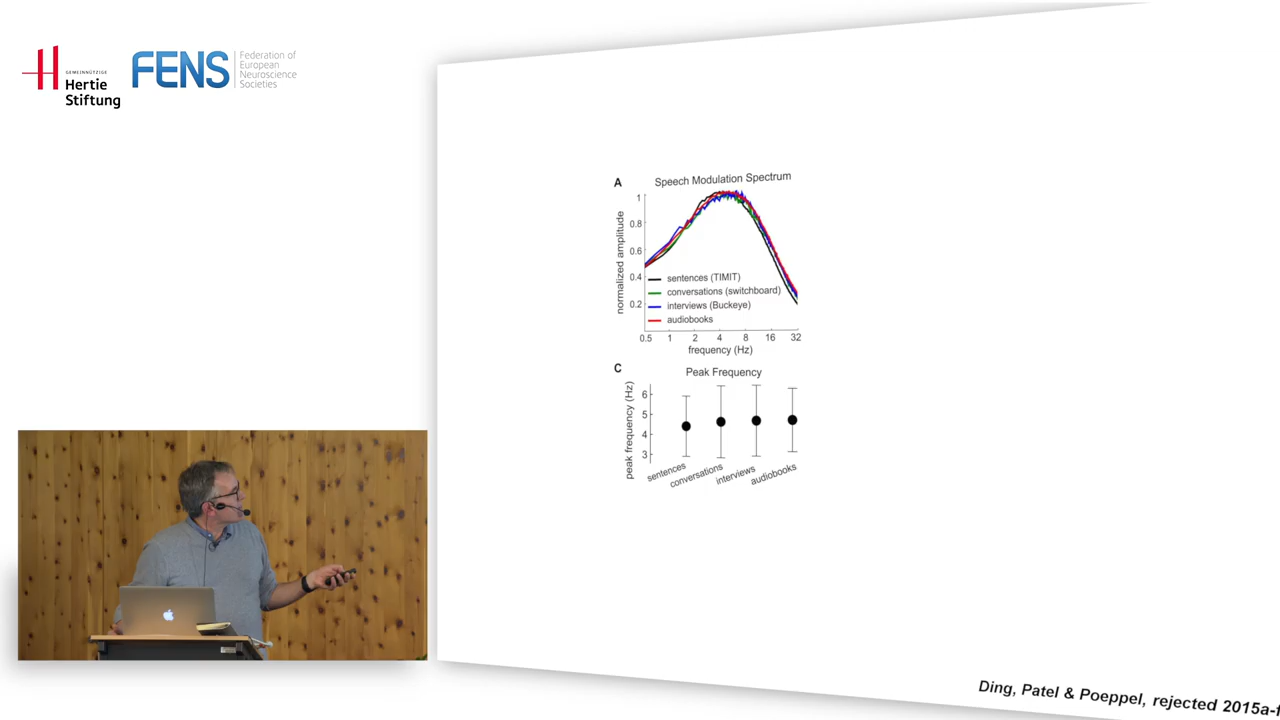 GEMEINNÜTZIGE
Hertie
Stiftung
FENS
Federation of
European
Neuroscience
Societies
A
Speech Modulation Spectrum
normalized amplitude
1
0.8
0.6
0.4
0.2
sentences (TIMIT)
conversations (switchboard)
interviews (Buckeye)
audiobooks
0.5 1 2 4 8 16 32
frequency (Hz)
C
Peak Frequency
peak frequency (Hz)
6
5
4
3
sentences
conversations
interviews
audiobooks
Ding, Patel & Poeppel, rejected 2015a-f